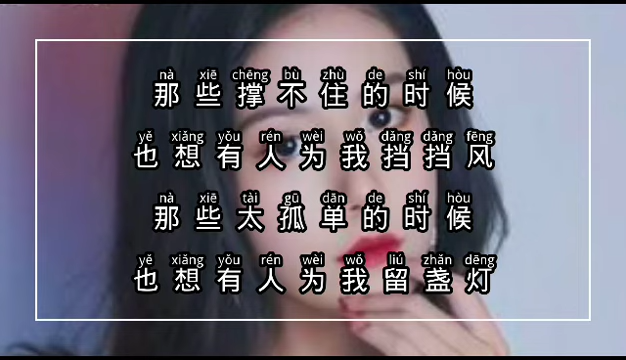 nà xiē chēng bù zhù de shí hòu
那些撑不住的时候
yě xiǎng yǒu rén wèi wǒ dǎng dǎng fēng
也想有人为我挡挡风
nà xiē tài gū dān de shí hòu
那些太孤单的时候
yě xiǎng yǒu rén wèi wǒ liú zhǎn dēng
也想有人为我留盏灯